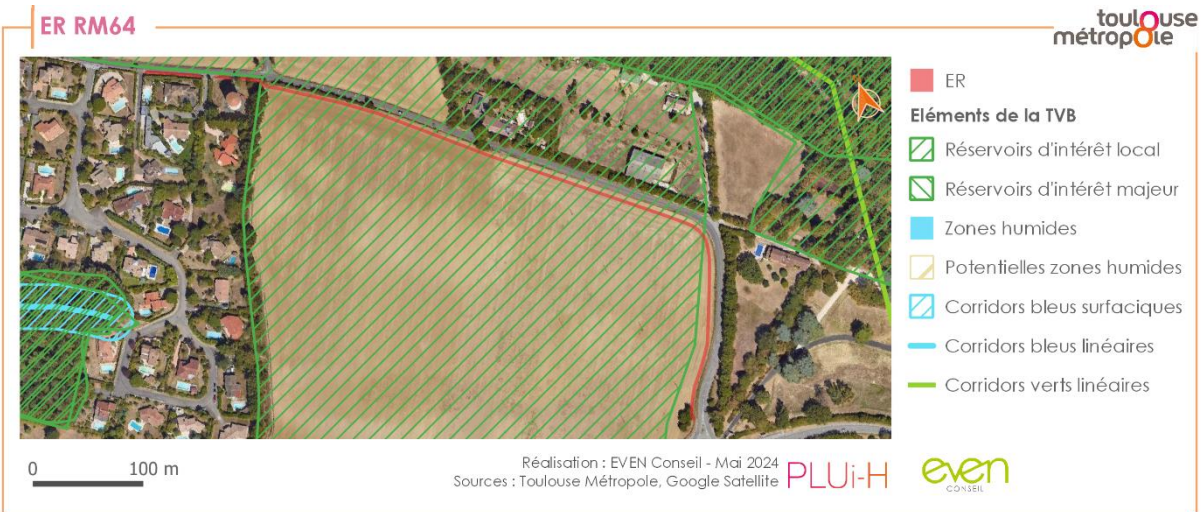 ER RM64
toulouse
métropole
ER
Eléments de la TVB
Réservoirs d'intérêt local
Réservoirs d'intérêt majeur
Zones humides
Potentielles zones humides
Corridors bleus surfaciques
Corridors bleus linéaires
Corridors verts linéaires
0 100 m
Réalisation : EVEN Conseil - Mai 2024
Sources : Toulouse Métropole, Google Satellite
PLUi-H
even
CONSEIL